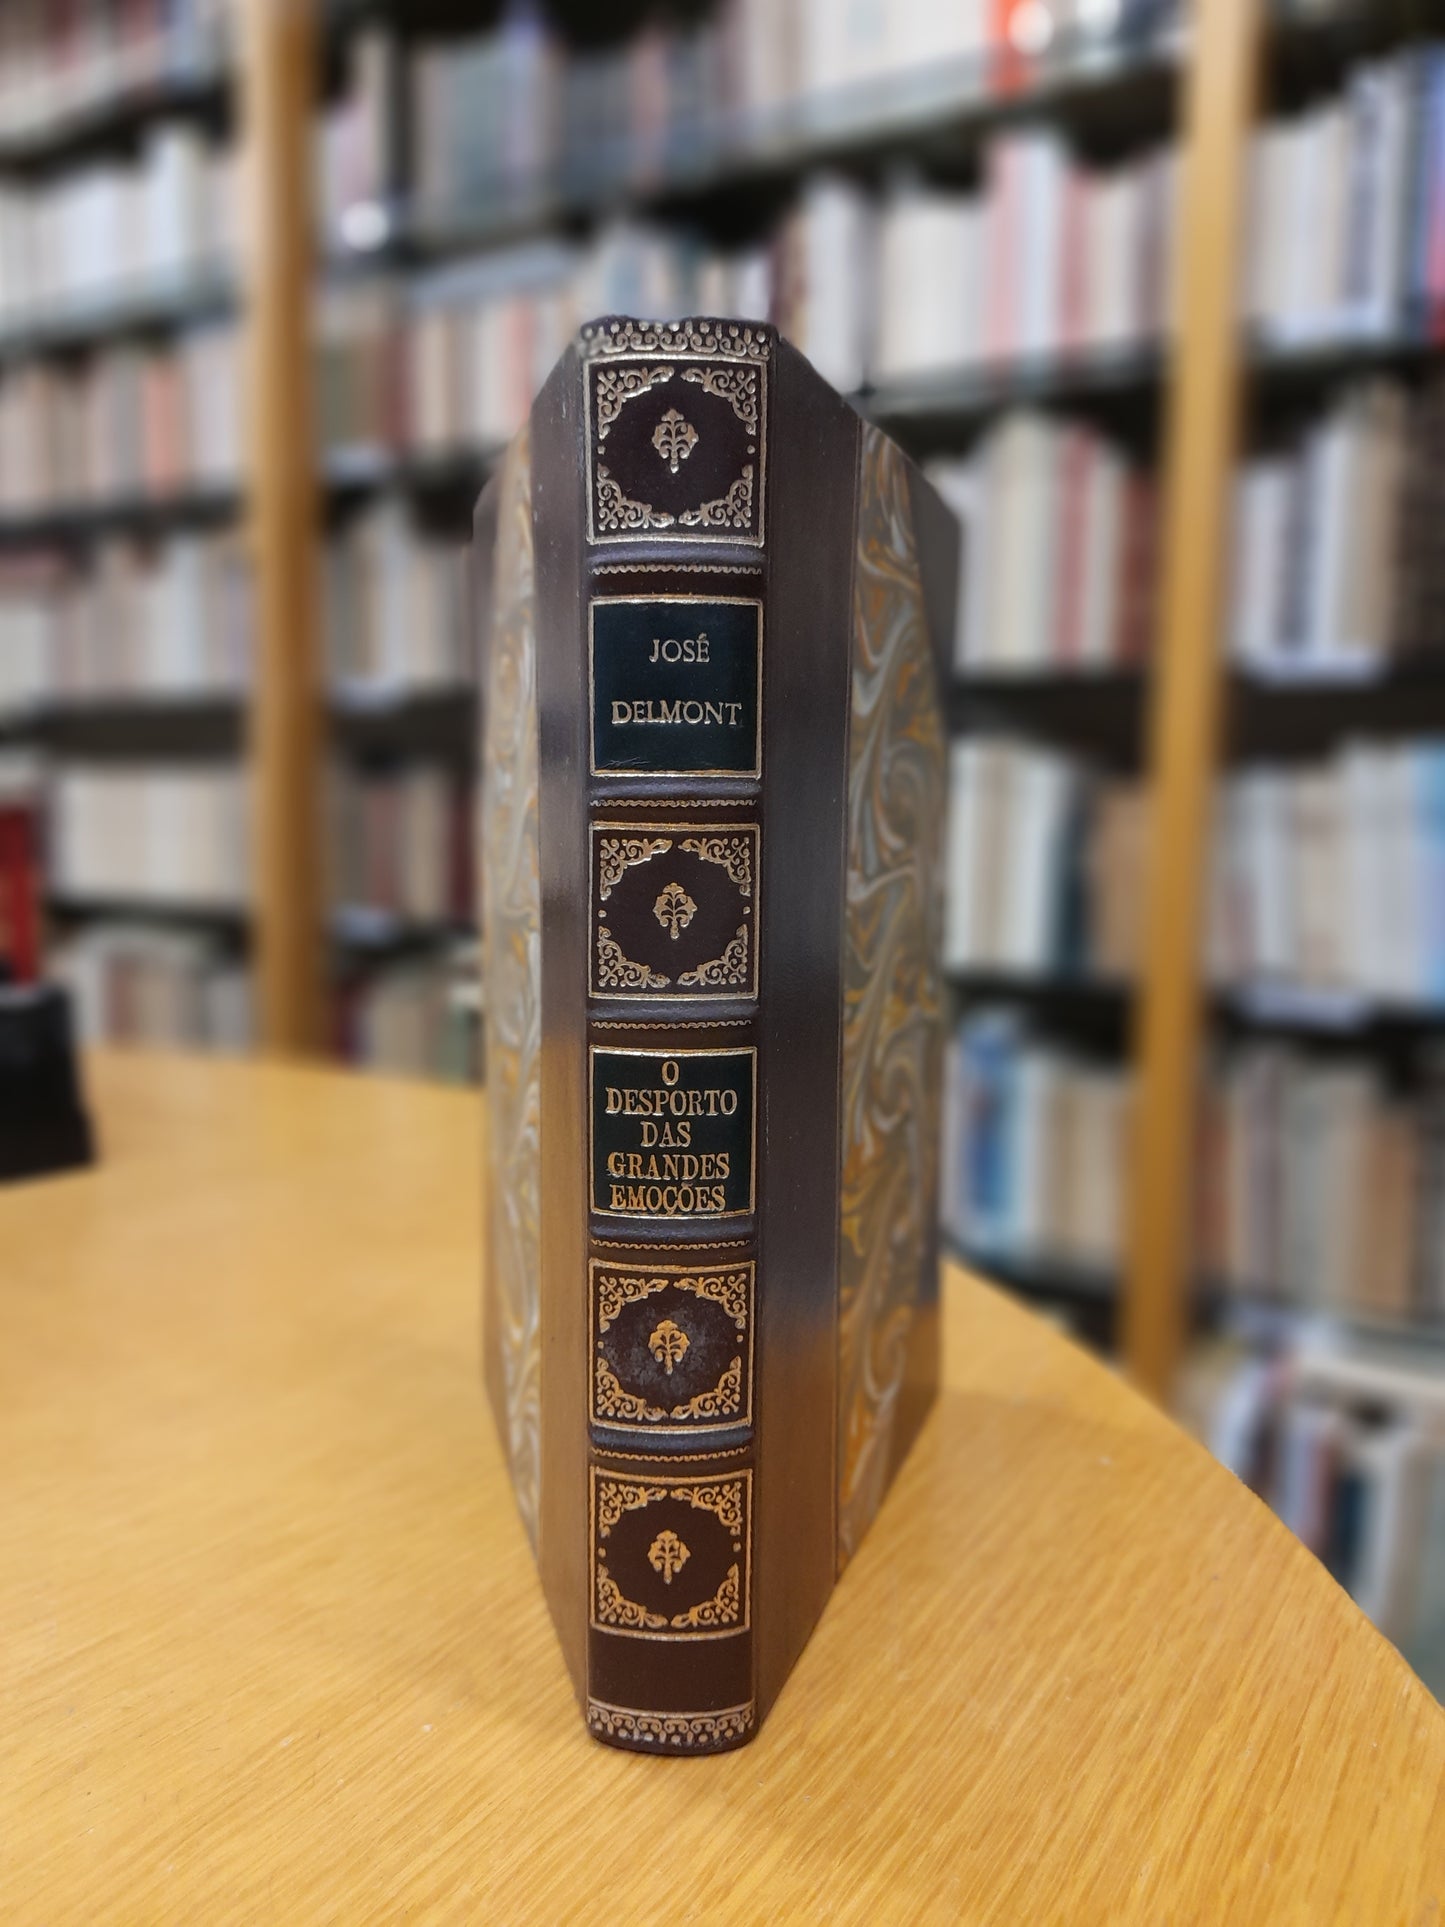 JOSÉ
DELMONT
O
DESPORTO
DAS
GRANDES
EMOÇÕES